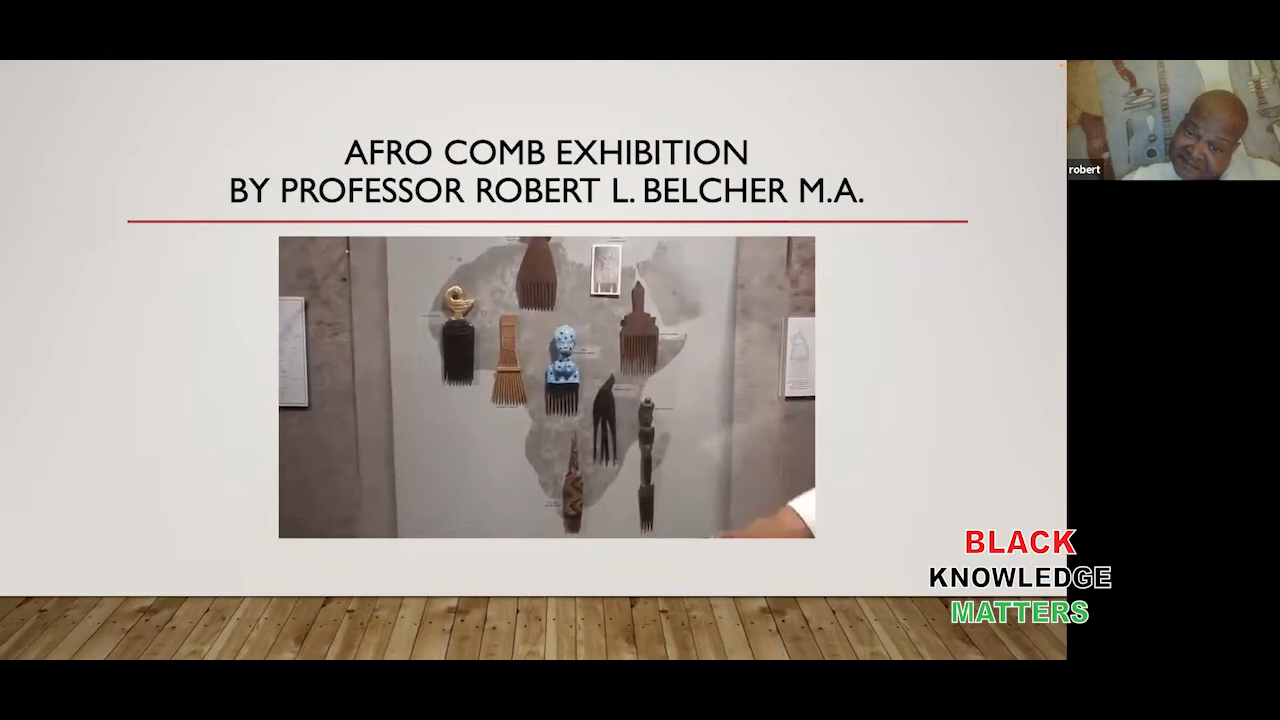 AFRO COMB EXHIBITION
BY PROFESSOR ROBERT L. BELCHER M.A.
robert
BLACK
KNOWLEDGE
MATTERS